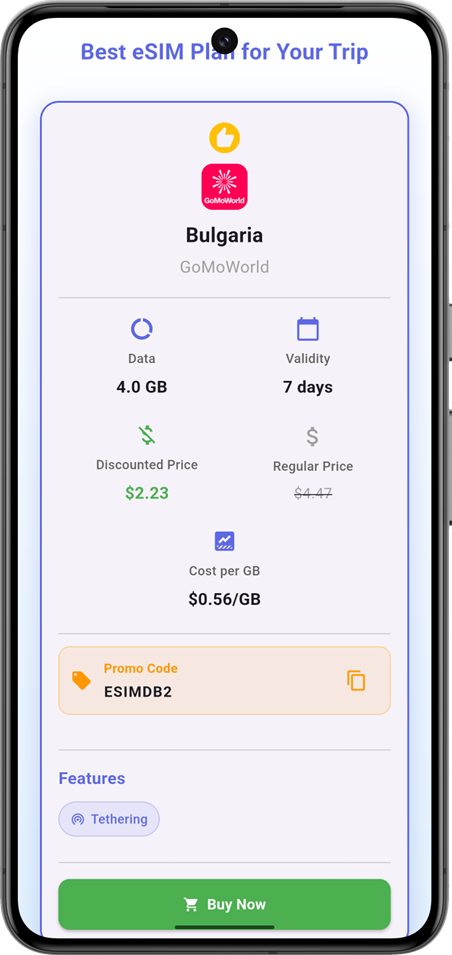 Best eSIM Plan for Your Trip
GoMoWorld
Bulgaria
GoMoWorld
Data
Validity
4.0 GB
7 days
Discounted Price
Regular Price
$2.23
$4.47
Cost per GB
$0.56/GB
Promo Code
ESIMDB2
Features
Tethering
Buy Now